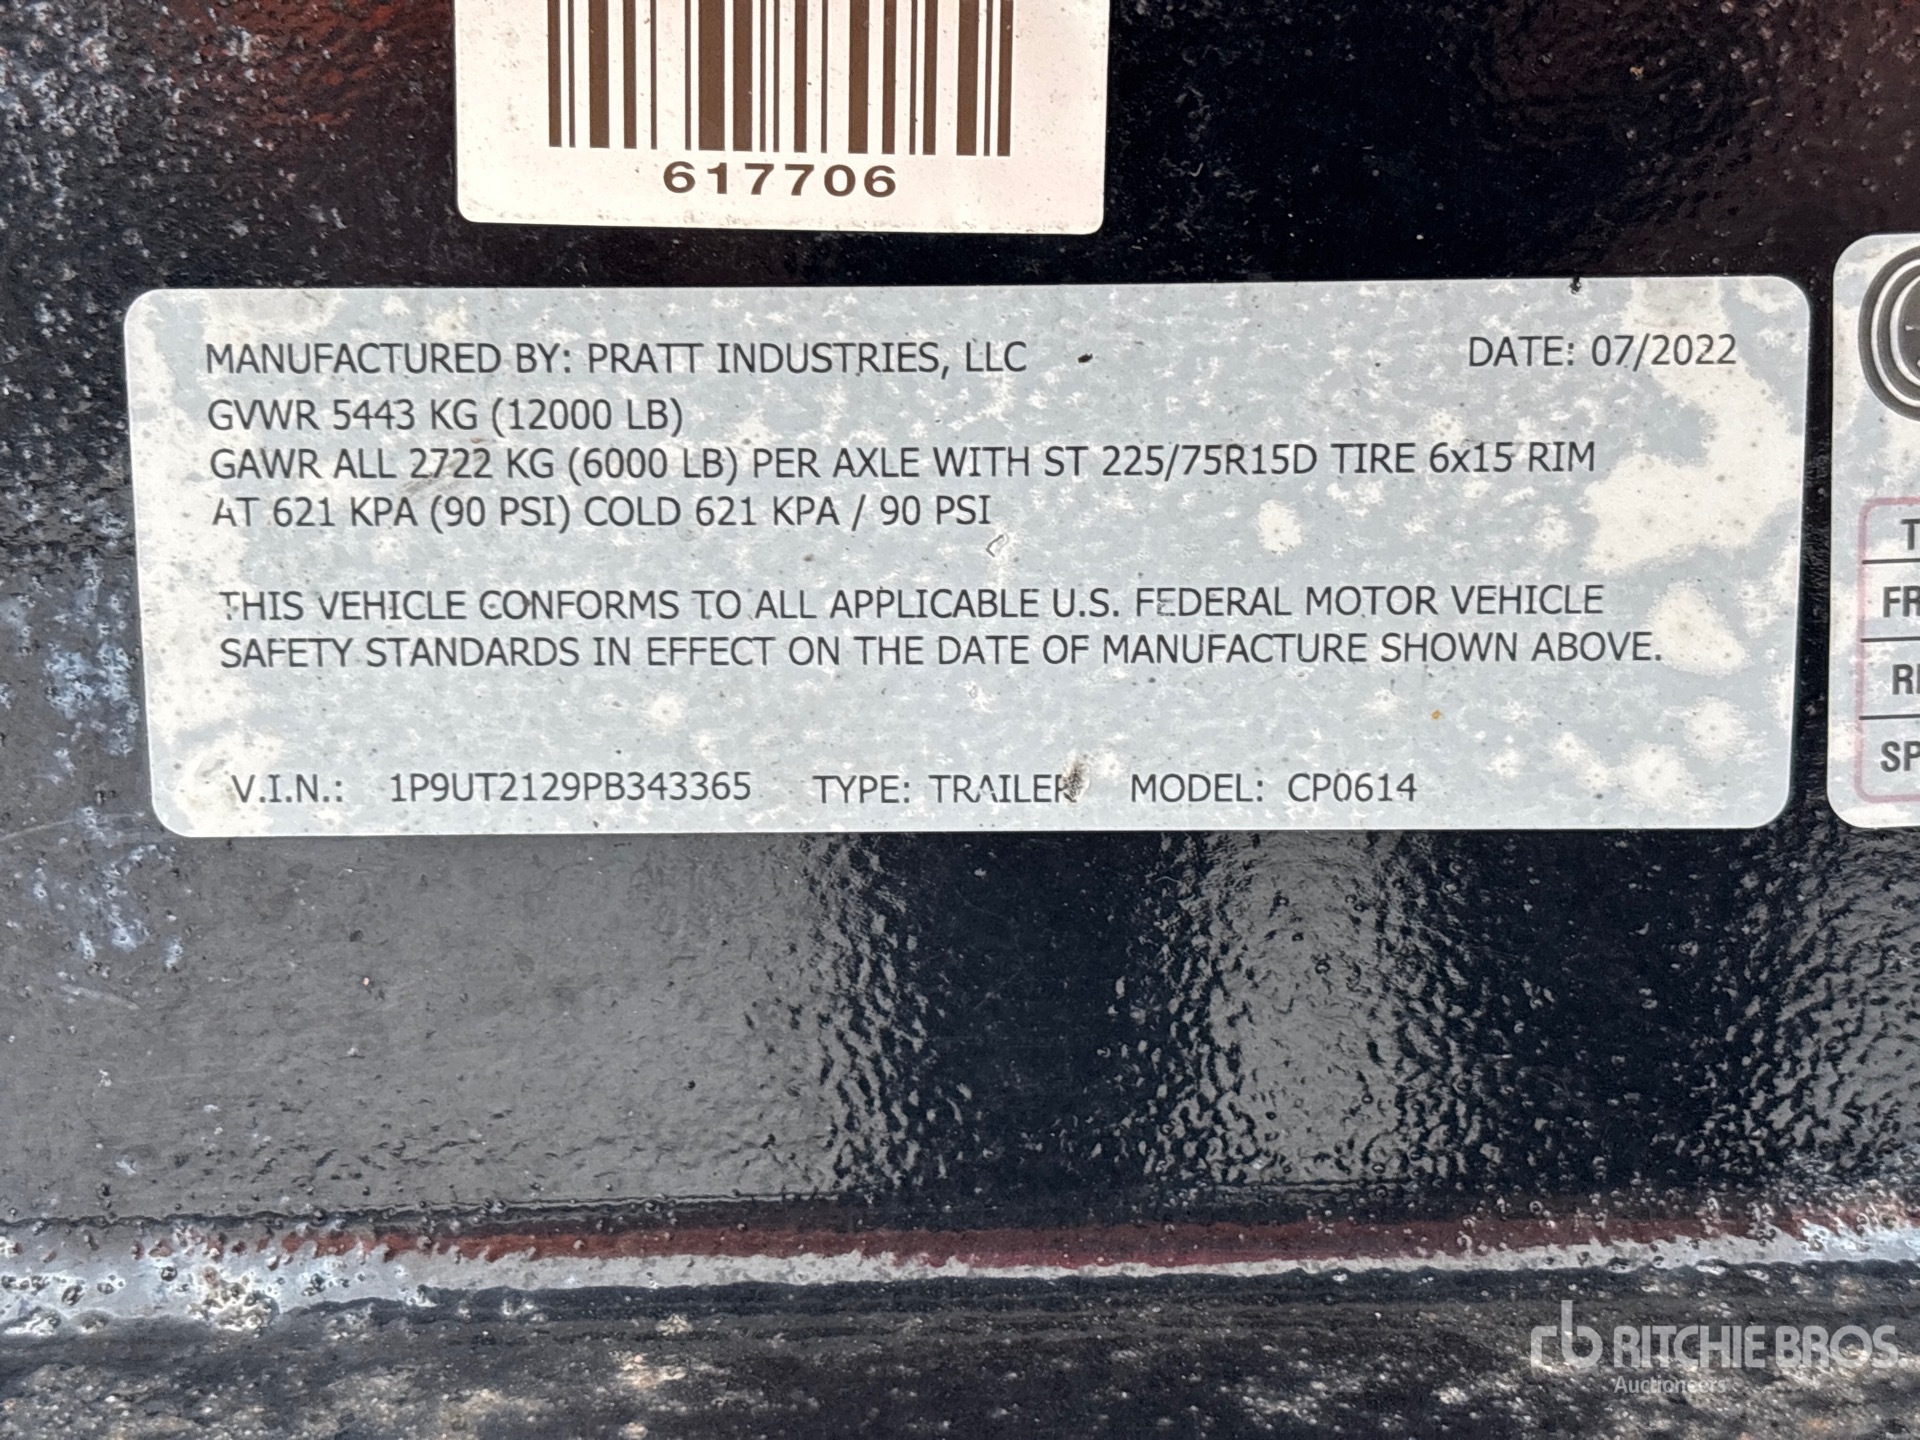 617706
MANUFACTURED BY: PRATT INDUSTRIES, LLC DATE: 07/2022
GVWR 5443 KG (12000 LB)
GAWR ALL 2722 KG (6000 LB) PER AXLE WITH ST 225/75R15D TIRE 6x15 RIM
AT 621 KPA (90 PSI) COLD 621 KPA / 90 PSI
THIS VEHICLE CONFORMS TO ALL APPLICABLE U.S. FEDERAL MOTOR VEHICLE
SAFETY STANDARDS IN EFFECT ON THE DATE OF MANUFACTURE SHOWN ABOVE.
V.I.N.: 1P9UT2129PB343365 TYPE: TRAILER MODEL: CP0614
rb RITCHIE BROS.
Auctioneers